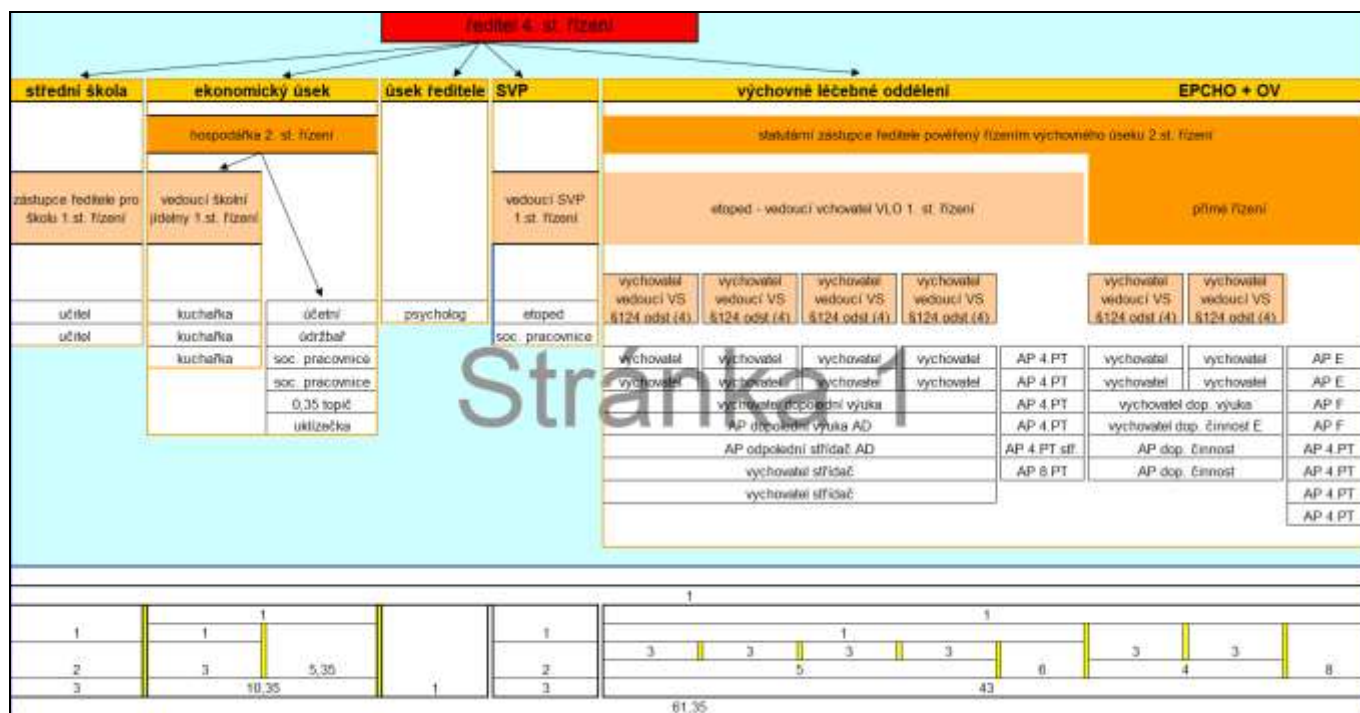 ředitel 4. st. řízení
střední škola
ekonomický úsek
úsek ředitele
SVP
výchovné léčebné oddělení
EPCHO + OV
hospodářka 2. st. řízení
statutární zástupce ředitele pověřený řízením výchovného úseku 2.st. řízení
zástupce ředitele pro
školu 1.st. řízení
vedoucí školní
jídelny 1.st. řízení
vedoucí SVP
1.st. řízení
etoped - vedoucí vchovatel VLO 1. st. řízení
přímé řízení
vychovatel
vedoucí VS
§124 odst (4)
vychovatel
vedoucí VS
§124 odst (4)
vychovatel
vedoucí VS
§124 odst (4)
vychovatel
vedoucí VS
§124 odst (4)
vychovatel
vedoucí VS
§124 odst (4)
vychovatel
vedoucí VS
§124 odst (4)
učitel kuchařka účetní psycholog etoped
učitel kuchařka údržbař soc. pracovnice
kuchařka soc. pracovnice vychovatel vychovatel vychovatel vychovatel AP 4.PT vychovatel vychovatel AP E
soc. pracovnice vychovatel vychovatel vychovatel vychovatel AP 4.PT vychovatel vychovatel AP E
0,35 topič vychovatel dopolední výuka AP 4.PT vychovatel dop. výuka AP F
uklízečka AP dopolední výuka AD AP 4.PT vychovatel dop. činnost E AP F
AP odpolední střídač AD AP 4.PT stř. AP dop. činnost AP 4.PT
vychovatel střídač AP 8.PT AP dop. činnost AP 4.PT
vychovatel střídač AP 4.PT
AP 4.PT
Stránka 1
1
1 1
1 1 1 1
3 3 3 3 3 3
2 3 5,35 2 5 6 4 8
3 10,35 1 3 43
61,35